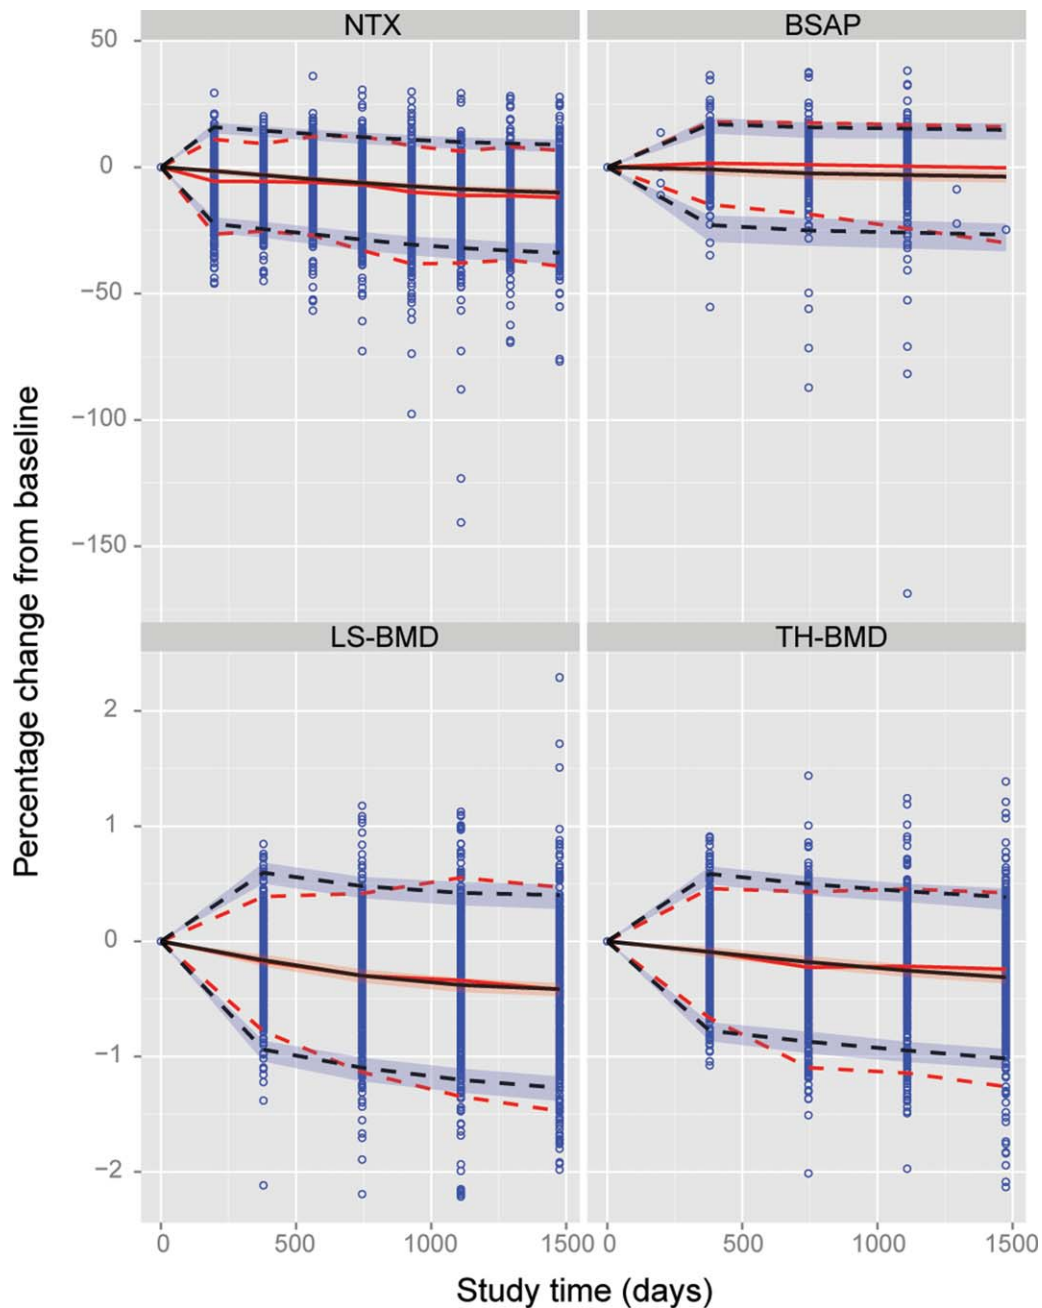 NTX BSAP
50
0
−50
−100
−150
LS-BMD TH-BMD
2
1
0
−1
−2
0 500 1000 1500 0 500 1000 1500
Percentage change from baseline
Study time (days)